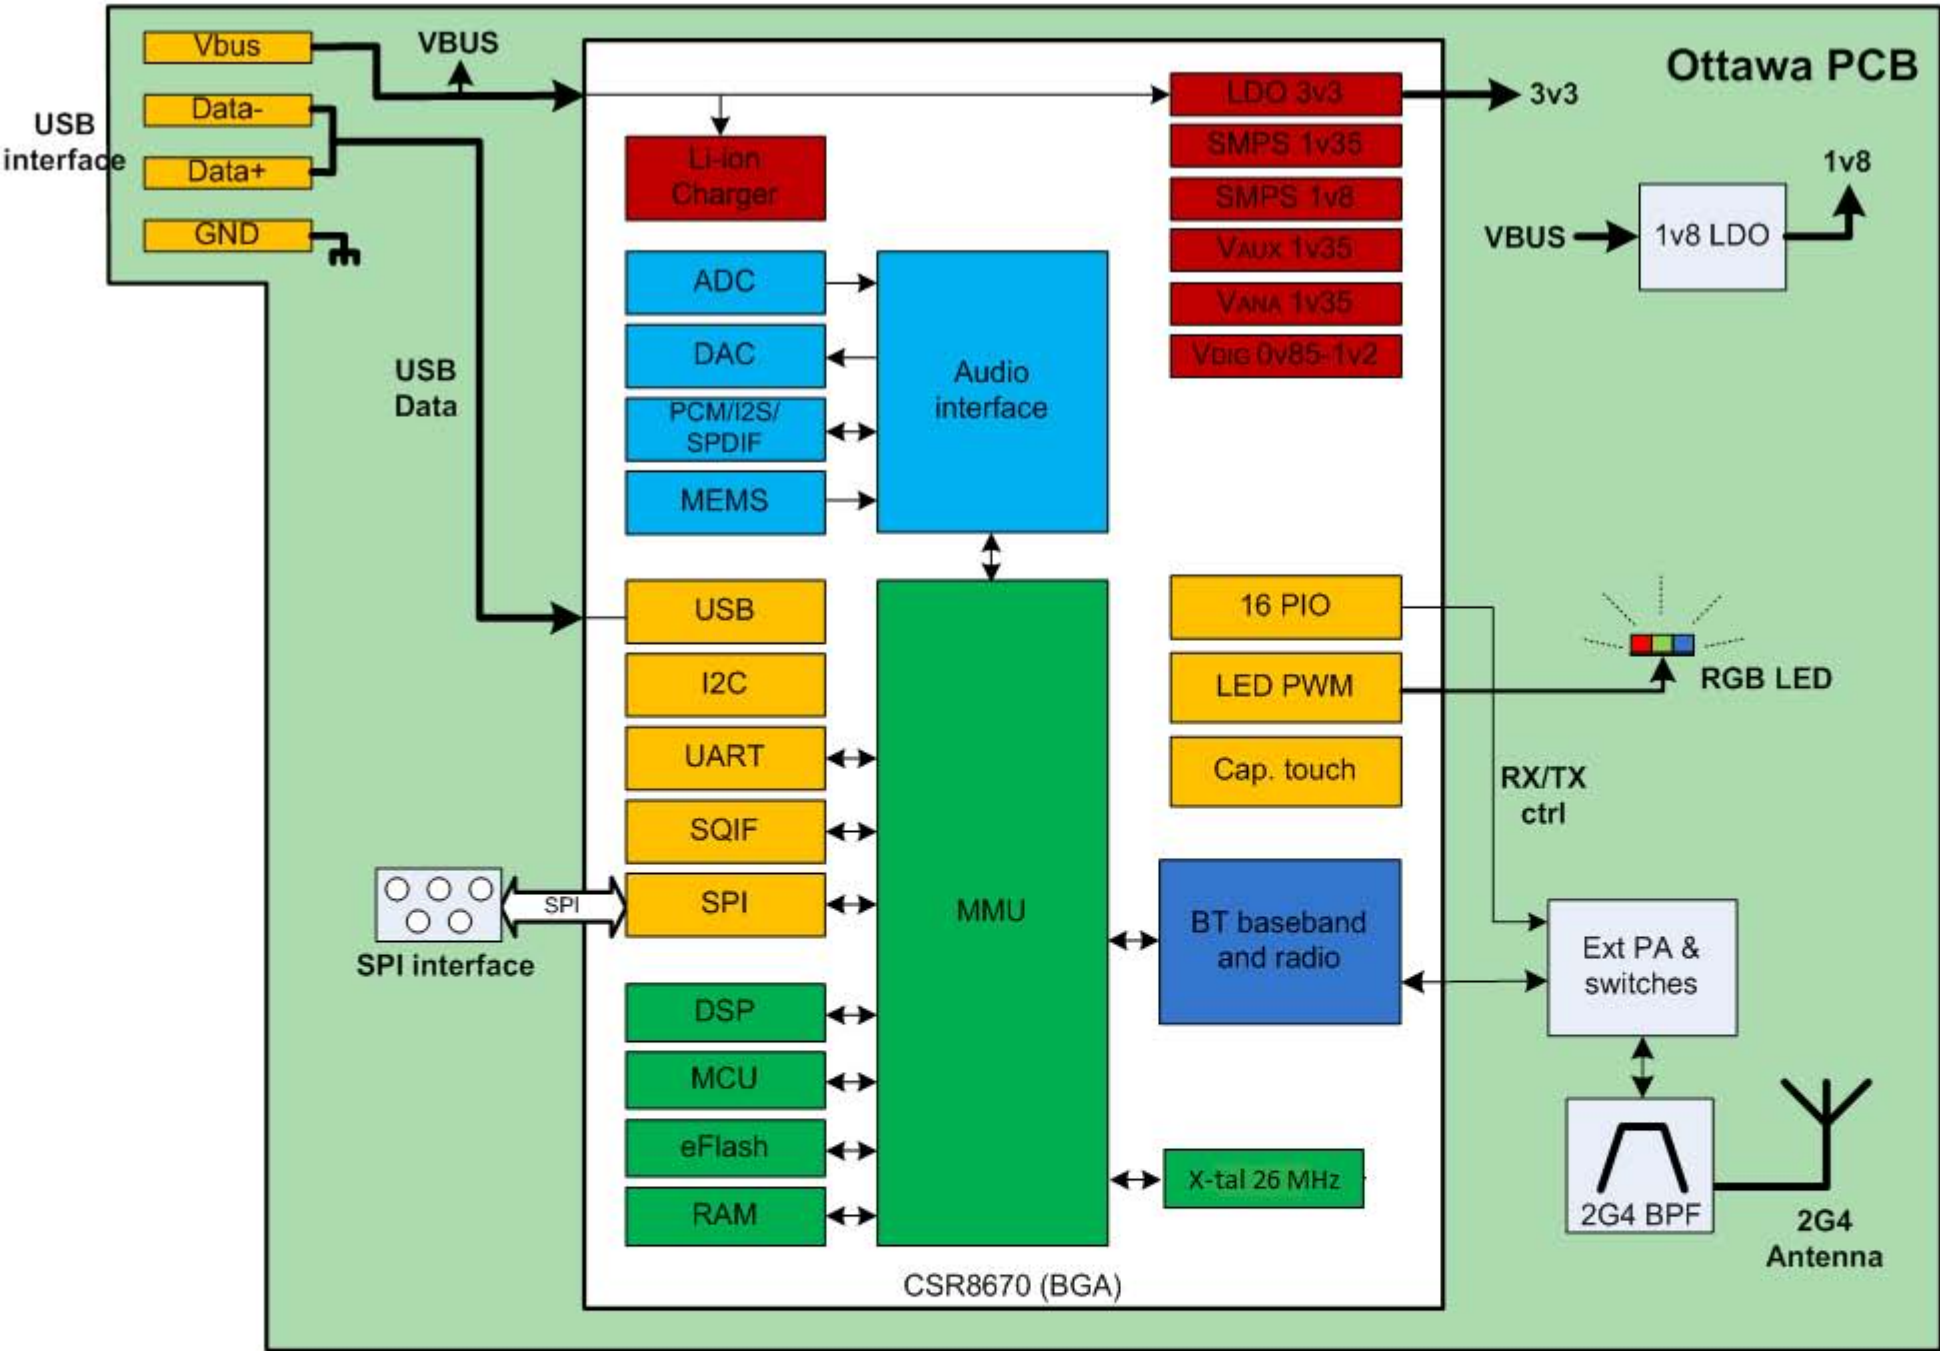 Ottawa PCB
USB
interface
Vbus
Data-
Data+
GND
VBUS
USB
Data
LDO 3v3
3v3
Li-ion
Charger
SMPS 1v35
SMPS 1v8
VAUX 1v35
VANA 1v35
VDIG 0v85-1v2
VBUS
1v8 LDO
1v8
ADC
DAC
PCM/I2S/
SPDIF
MEMS
Audio
interface
USB
I2C
UART
SQIF
SPI
SPI
SPI interface
DSP
MCU
eFlash
RAM
MMU
16 PIO
LED PWM
Cap. touch
RGB LED
RX/TX
ctrl
BT baseband
and radio
Ext PA &
switches
X-tal 26 MHz
2G4 BPF
2G4
Antenna
CSR8670 (BGA)